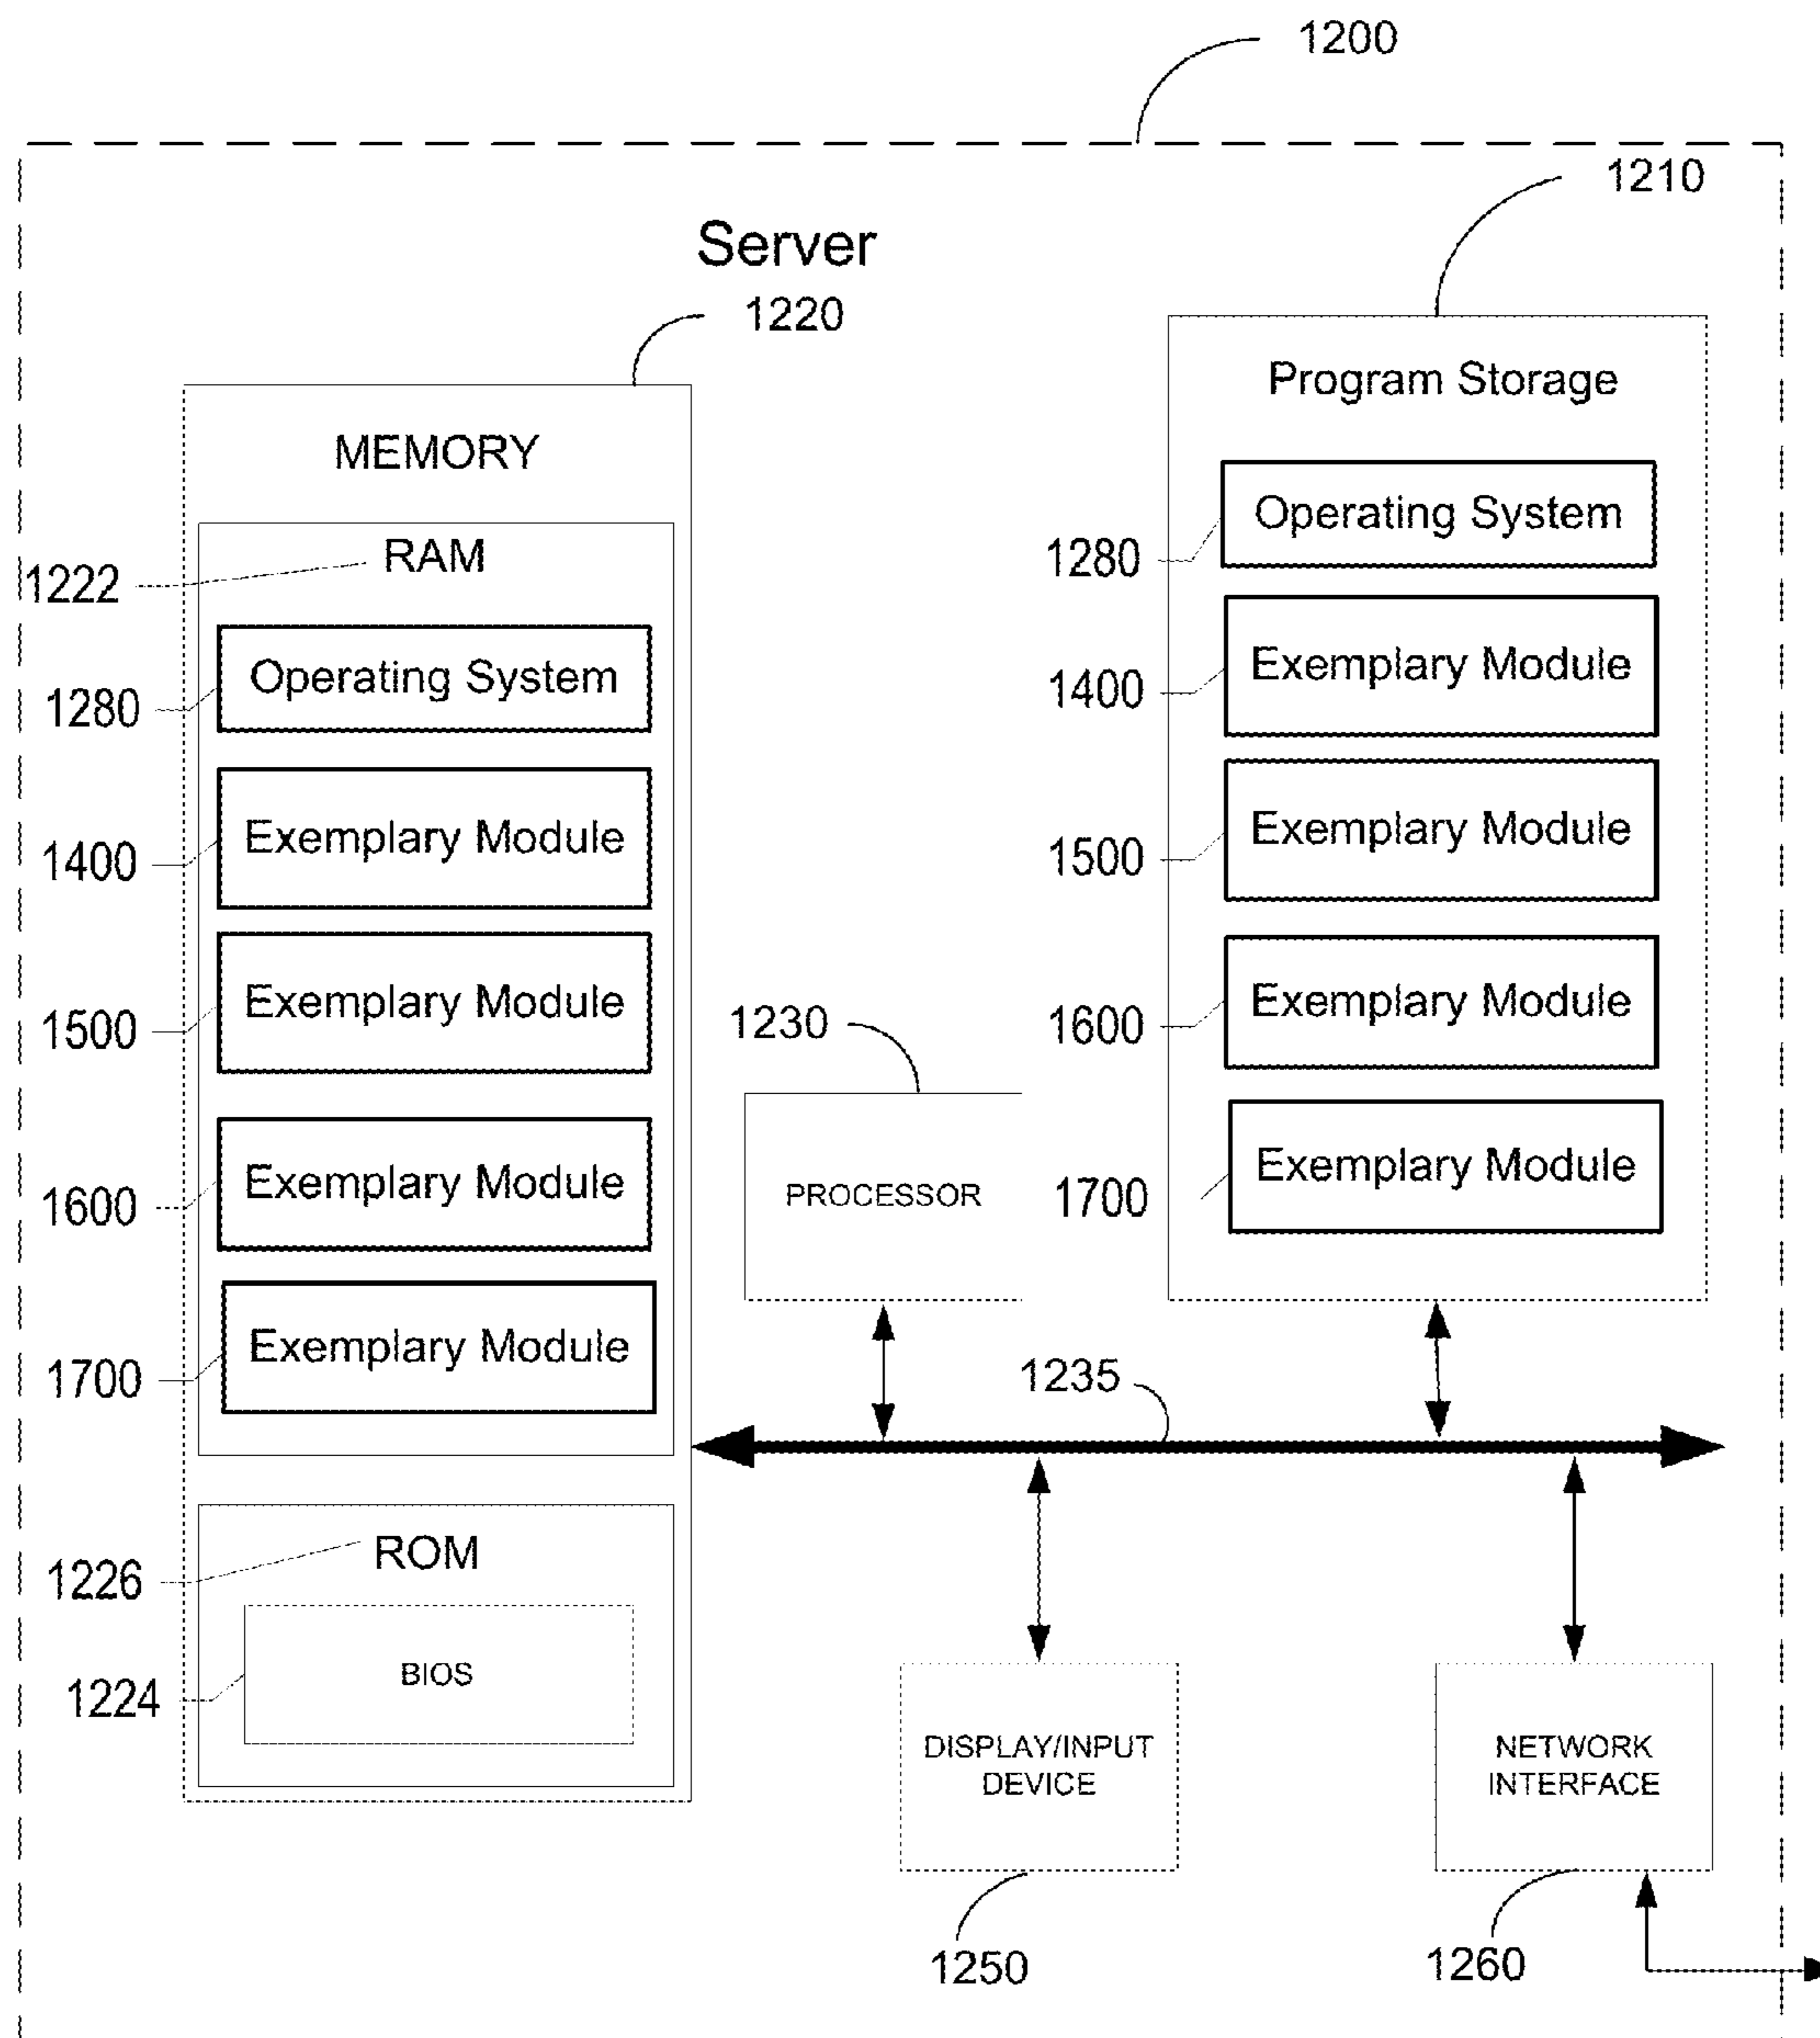 1200
1210
Server
1220
Program Storage
MEMORY
Operating System
1280
RAM
1222
Exemplary Module
1400
Operating System
1280
Exemplary Module
1500
Exemplary Module
1400
Exemplary Module
1600
Exemplary Module
1500
1230
Exemplary Module
1700
Exemplary Module
1600
PROCESSOR
Exemplary Module
1700
1235
ROM
1226
BIOS
1224
DISPLAY/INPUT
DEVICE
NETWORK
INTERFACE
1250
1260